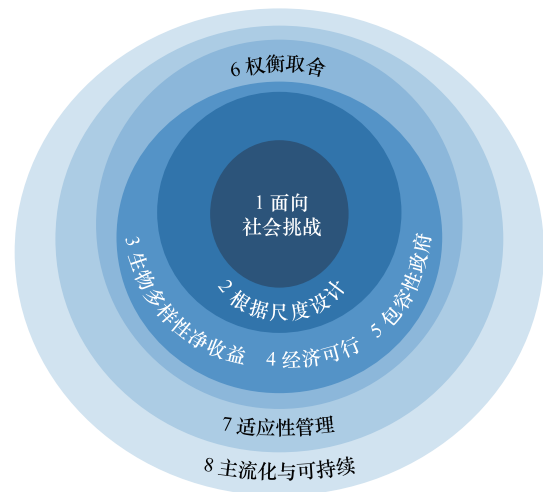 6 权衡取舍
1 面向
社会挑战
2 根据尺度设计
3 生物多样性净收益
4 经济可行
5 包容性政府
7 适应性管理
8 主流化与可持续